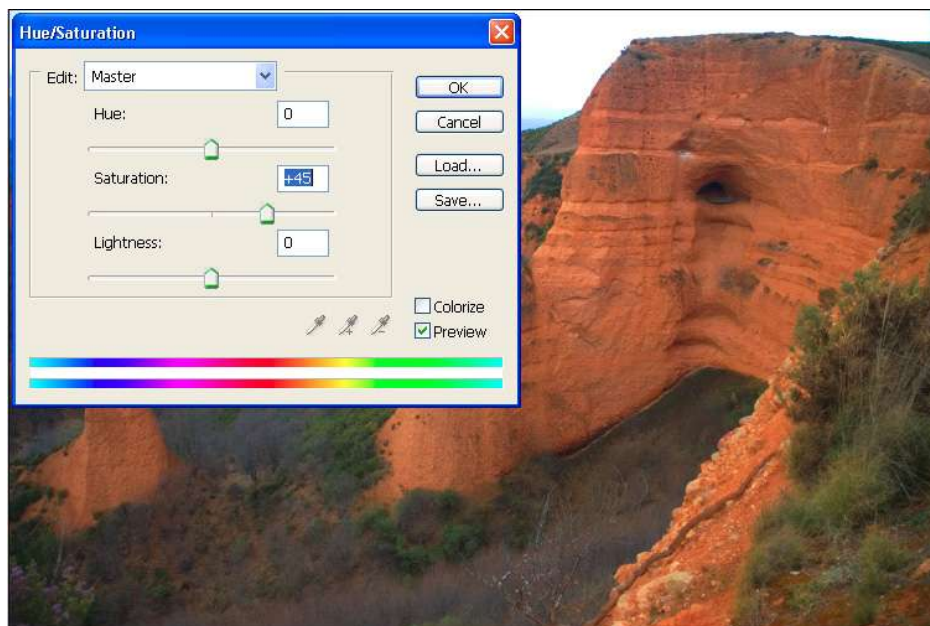 Hue/Saturation
Edit: Master
Hue: 0
Saturation: +45
Lightness: 0
OK
Cancel
Load...
Save...
Colorize
Preview